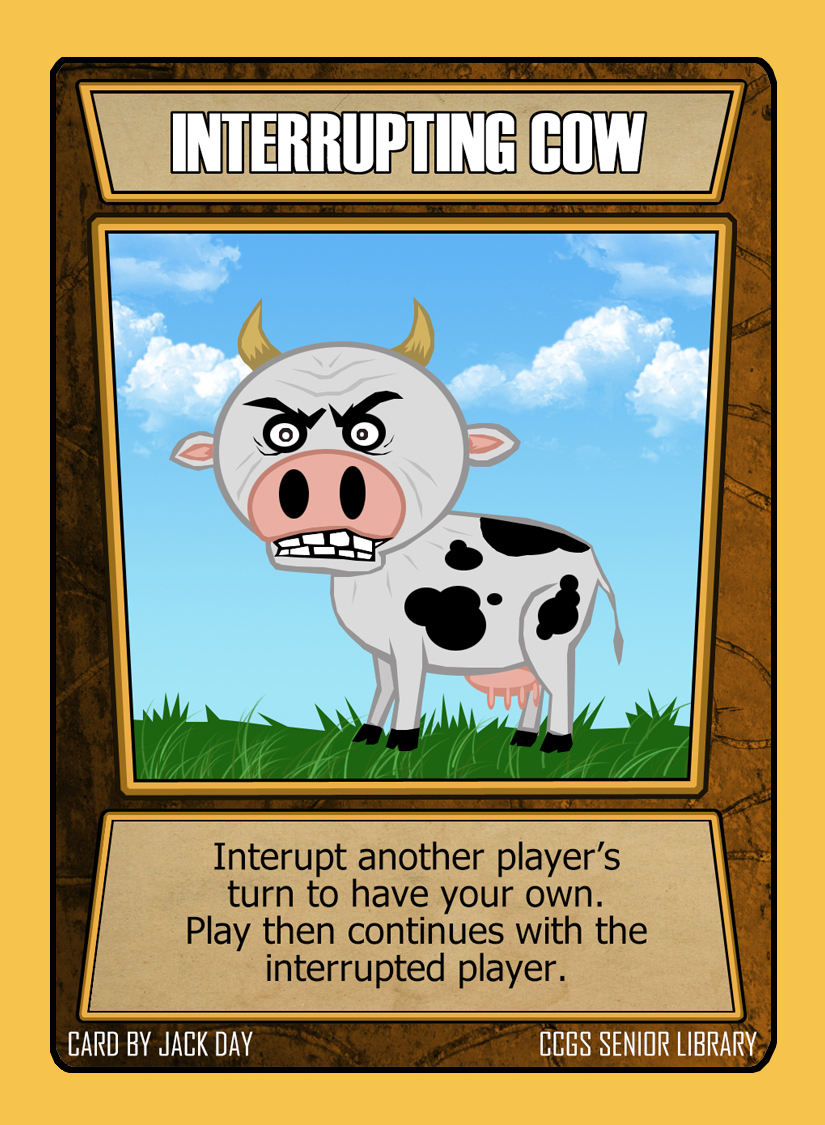 INTERRUPTING COW
Interupt another player’s
turn to have your own.
Play then continues with the
interrupted player.
CARD BY JACK DAY
CCGS SENIOR LIBRARY